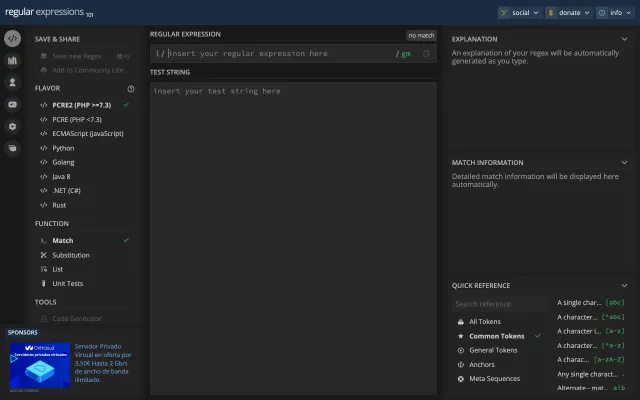 regular expressions 101
social
donate
info
SAVE & SHARE
Save new Regex ⌘+s
Add to Community Libr...
FLAVOR
PCRE2 (PHP >=7.3)
PCRE (PHP <7.3)
ECMAScript (JavaScript)
Python
Golang
Java 8
.NET (C#)
Rust
FUNCTION
Match
Substitution
List
Unit Tests
TOOLS
Code Generator
SPONSORS
OVHcloud
Servidores privados virtuales
Servidor Privado
Virtual en oferta por
3,50€ Hasta 2 Gb/s
de ancho de banda
ilimitado.
REGULAR EXPRESSION
no match
/ insert your regular expression here / gm
TEST STRING
insert your test string here
EXPLANATION
An explanation of your regex will be automatically
generated as you type.
MATCH INFORMATION
Detailed match information will be displayed here
automatically.
QUICK REFERENCE
Search reference
All Tokens
Common Tokens
General Tokens
Anchors
Meta Sequences
A single char... [abc]
A character... [^abc]
A character i... [a-z]
A character... [^a-z]
A charac... [a-zA-Z]
Any single charact... .
Alternate - mat... a|b